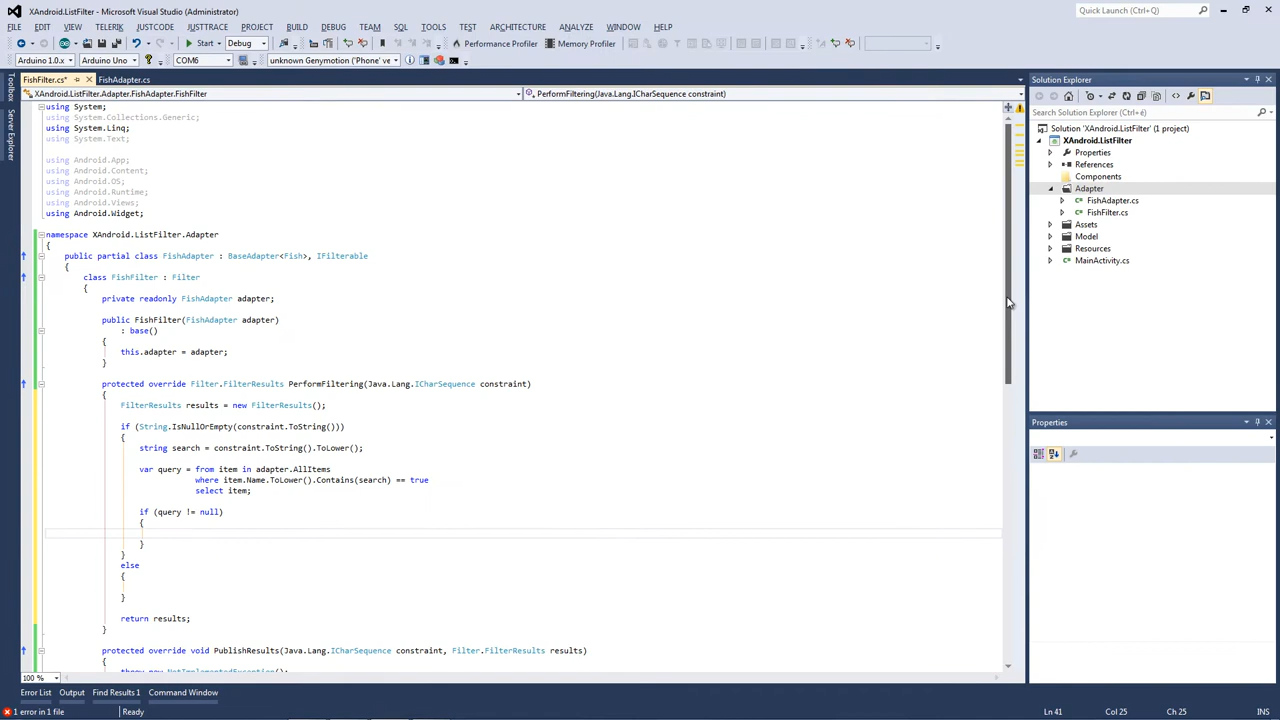 XAndroid.ListFilter - Microsoft Visual Studio (Administrator)
Quick Launch (Ctrl+J)
FILE EDIT VIEW TELERIK JUSTCODE JUSTTRACE PROJECT BUILD DEBUG TEAM SQL TOOLS TEST ARCHITECTURE ANALYZE WINDOW HELP
Start Debug Performance Profiler Memory Profiler
Arduino 1.0.x Arduino Uno COM6 unknown Genymotion ('Phone' ve
Toolbox
Server Explorer
FishFilter.cs* FishAdapter.cs
XAndroid.ListFilter.Adapter.FishAdapter.FishFilter PerformFiltering(Java.Lang.ICharSequence constraint)
using System;
using System.Collections.Generic;
using System.Linq;
using System.Text;
using Android.App;
using Android.Content;
using Android.OS;
using Android.Runtime;
using Android.Views;
using Android.Widget;
namespace XAndroid.ListFilter.Adapter
{
public partial class FishAdapter : BaseAdapter<Fish>, IFilterable
{
class FishFilter : Filter
{
private readonly FishAdapter adapter;
public FishFilter(FishAdapter adapter)
: base()
{
this.adapter = adapter;
}
protected override Filter.FilterResults PerformFiltering(Java.Lang.ICharSequence constraint)
{
FilterResults results = new FilterResults();
if (String.IsNullOrEmpty(constraint.ToString()))
{
string search = constraint.ToString().ToLower();
var query = from item in adapter.AllItems
where item.Name.ToLower().Contains(search) == true
select item;
if (query != null)
{
}
}
else
{
}
return results;
}
protected override void PublishResults(Java.Lang.ICharSequence constraint, Filter.FilterResults results)
{
throw new NotImplementedException();
100 %
Solution Explorer
Search Solution Explorer (Ctrl+é)
Solution 'XAndroid.ListFilter' (1 project)
XAndroid.ListFilter
Properties
References
Components
Adapter
FishAdapter.cs
FishFilter.cs
Assets
Model
Resources
MainActivity.cs
Properties
Error List Output Find Results 1 Command Window
1 error in 1 file Ready Ln 41 Col 25 Ch 25 INS